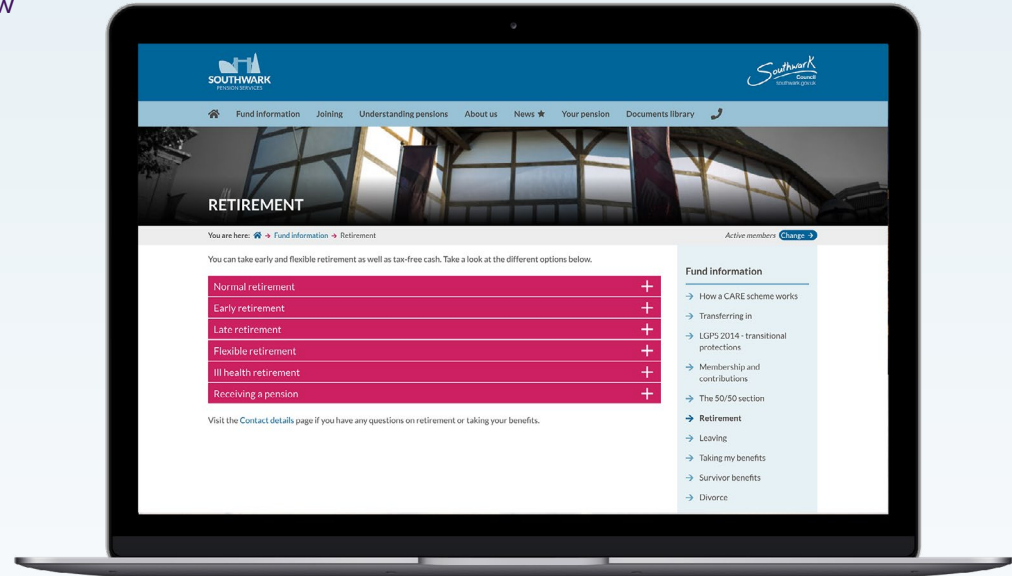 SOUTHWARK
PENSION SERVICES
Southwark
Council
southwark.gov.uk
Fund information Joining Understanding pensions About us News ★ Your pension Documents library
RETIREMENT
You are here: → Fund information → Retirement
Active members Change →
You can take early and flexible retirement as well as tax-free cash. Take a look at the different options below.
Normal retirement +
Early retirement +
Late retirement +
Flexible retirement +
Ill health retirement +
Receiving a pension +
Visit the Contact details page if you have any questions on retirement or taking your benefits.
Fund information
→ How a CARE scheme works
→ Transferring in
→ LGPS 2014 - transitional
protections
→ Membership and
contributions
→ The 50/50 section
→ Retirement
→ Leaving
→ Taking my benefits
→ Survivor benefits
→ Divorce